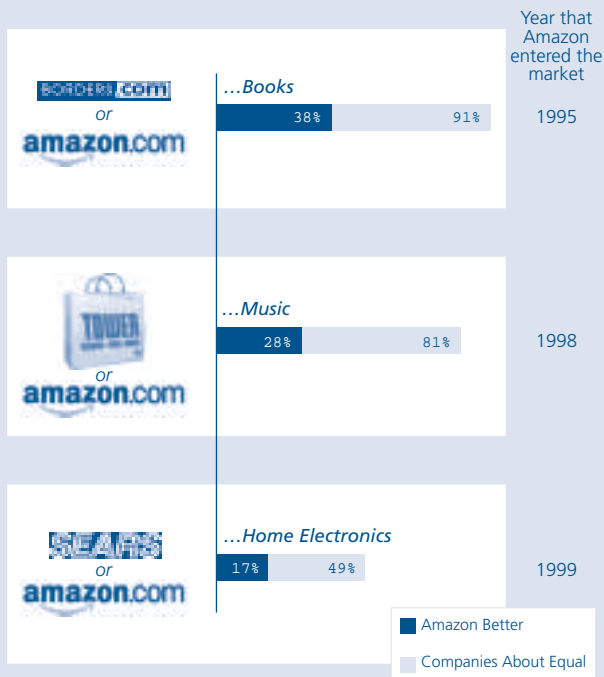 Year that
Amazon
entered the
market
BORDERS.com
or
amazon.com
...Books
38% 91%
1995
TOWER
or
amazon.com
...Music
28% 81%
1998
SEARS
or
amazon.com
...Home Electronics
17% 49%
1999
Amazon Better
Companies About Equal